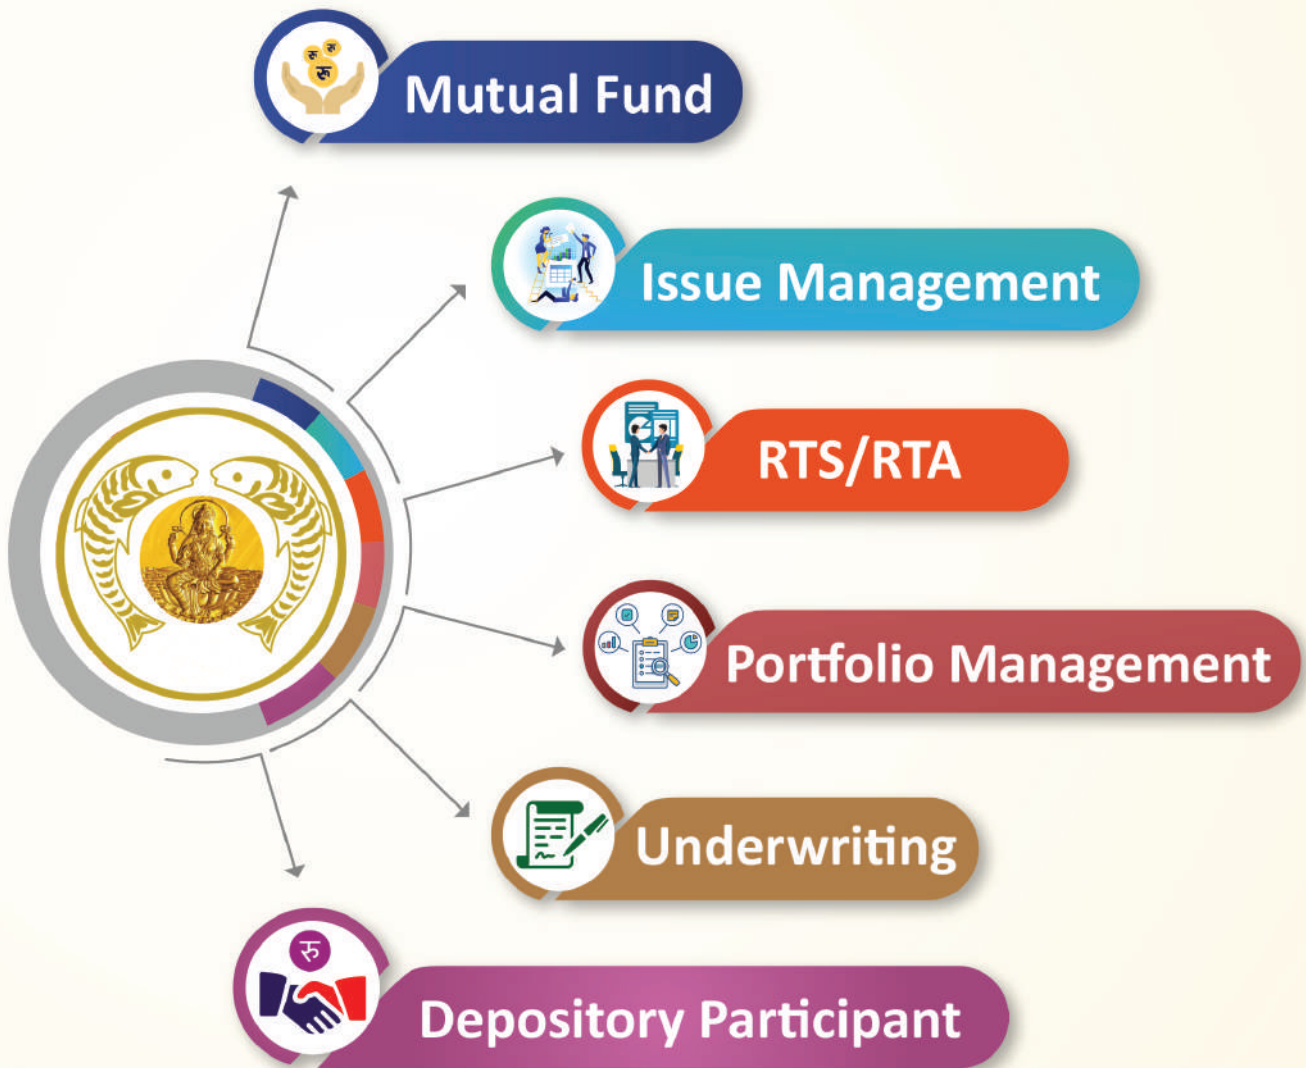 रु रु
रु
Mutual Fund
Issue Management
RTS/RTA
Portfolio Management
Underwriting
रु
Depository Participant